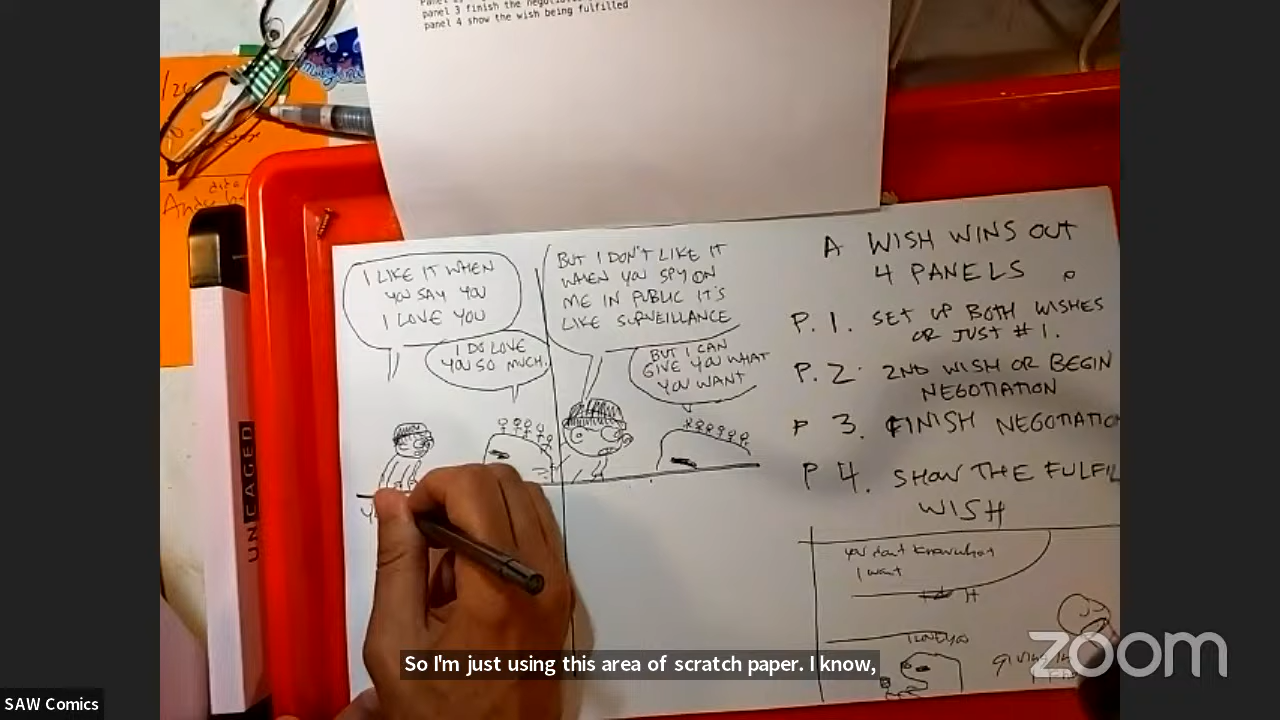 panel 3 finish the
panel 4 show the wish being fulfilled
I LIKE IT WHEN
YOU SAY YOU
I LOVE YOU
I DO LOVE
YOU SO MUCH.
BUT I DON'T LIKE IT
WHEN YOU SPY ON
ME IN PUBLIC IT'S
LIKE SURVEILLANCE
BUT I CAN
GIVE YOU WHAT
YOU WANT
A WISH WINS OUT
4 PANELS
P. 1. SET UP BOTH WISHES
OR JUST #1.
P. 2. 2ND WISH OR BEGIN
NEGOTIATION
P 3. FINISH NEGOTIATIO
P 4. SHOW THE FULFIL
WISH
you don't know what
I want
I love you
UNCAGED
zoom
So I'm just using this area of scratch paper. I know,
SAW Comics